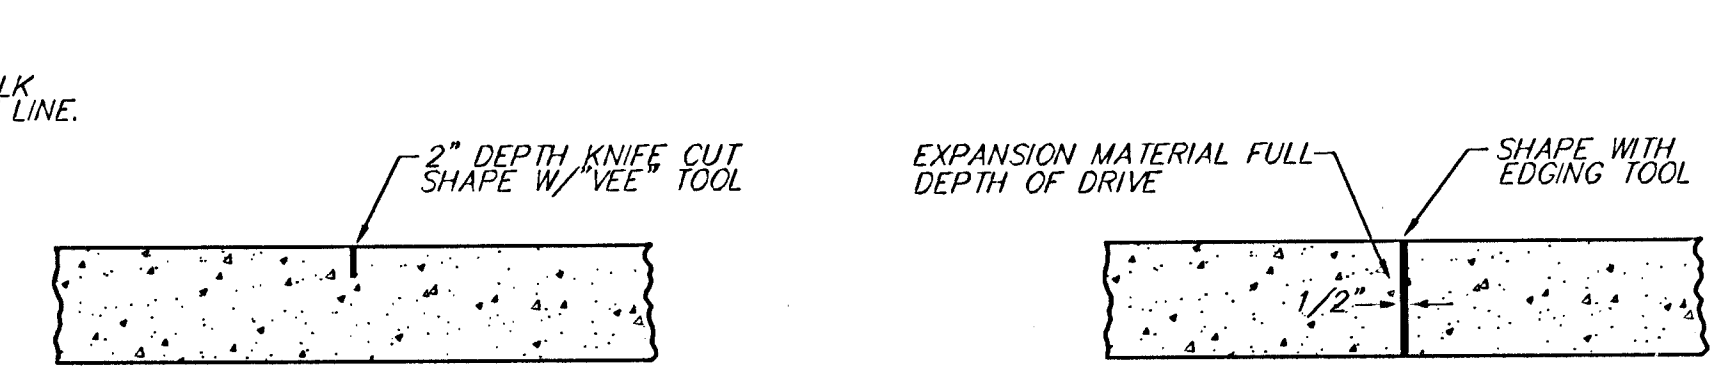 LINE.
2" DEPTH KNIFE CUT
SHAPE W/"VEE" TOOL
EXPANSION MATERIAL FULL
DEPTH OF DRIVE
SHAPE WITH
EDGING TOOL
1/2"